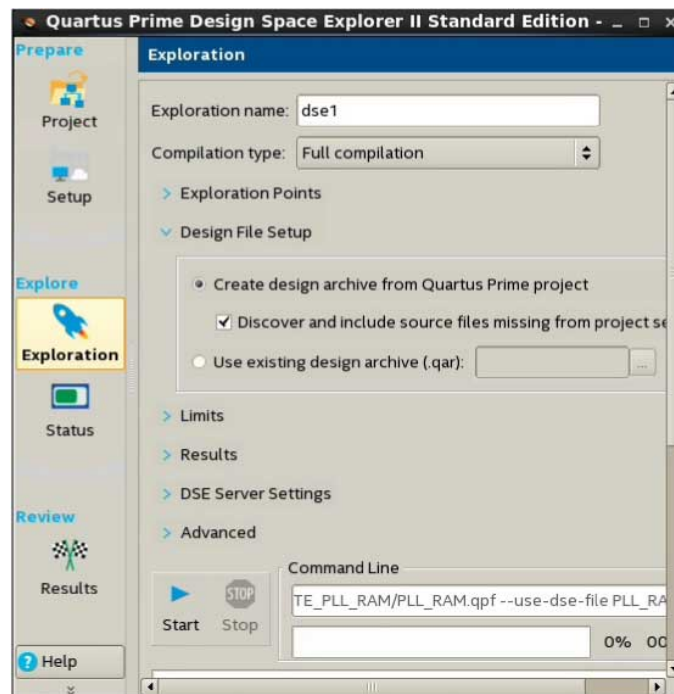 Quartus Prime Design Space Explorer II Standard Edition -
Prepare
Project
Setup
Explore
Exploration
Status
Review
Results
Help
Exploration
Exploration name: dse1
Compilation type: Full compilation
Exploration Points
Design File Setup
Create design archive from Quartus Prime project
Discover and include source files missing from project se
Use existing design archive (.qar): ...
Limits
Results
DSE Server Settings
Advanced
Start
STOP
Stop
Command Line
TE_PLL_RAM/PLL_RAM.qpf --use-dse-file PLL_RA
0% 00